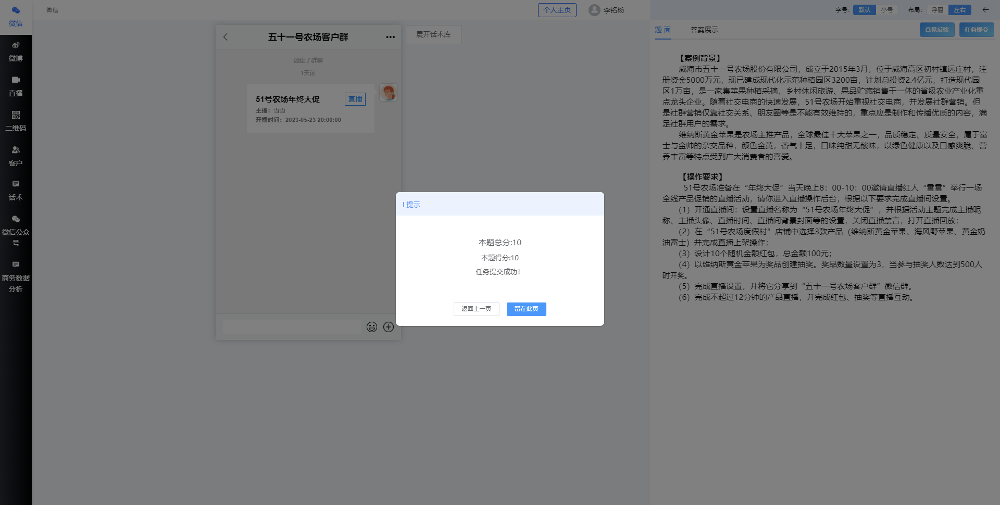 微信
微博
直播
二维码
客户
话术
微信公众
号
商务数据
分析
微信
个人主页
李铭杨
五十一号农场客户群
展开话术库
创建了群聊
1天前
51号农场年终大促
直播
主播：雪雪
开播时间：2023-05-23 20:00:00
提示
本题总分:10
本题得分:10
任务提交成功！
返回上一页
留在此页
字号：
默认
小号
布局：
浮窗
左右
题 面
答案展示
意见反馈
任务提交
【案例背景】
威海市五十一号农场股份有限公司，成立于2015年3月，位于威海高区初村镇远庄村，注
册资金5000万元，现已建成现代化示范种植园区3200亩，计划总投资2.4亿元，打造现代园
区1万亩，是一家集苹果种植采摘、乡村休闲旅游、果品贮藏销售于一体的省级农业产业化重
点龙头企业。随着社交电商的快速发展，51号农场开始重视社交电商，并发展社群营销。但
是社群营销仅靠社交关系、朋友圈等是不能有效维持的，重点应是制作和传播优质的内容，满
足社群用户的需求。
维纳斯黄金苹果是农场主推产品，全球最佳十大苹果之一，品质稳定、质量安全，属于富
士与金帅的杂交品种，颜色金黄，香气十足，口味纯甜无酸味，以绿色健康以及口感爽脆、营
养丰富等特点受到广大消费者的喜爱。
【操作要求】
51号农场准备在“年终大促”当天晚上8：00-10：00邀请直播红人“雪雪”举行一场
全线产品促销的直播活动，请你进入直播操作后台，根据以下要求完成直播间设置。
（1）开通直播间：设置直播名称为“51号农场年终大促”，并根据活动主题完成主播昵
称、主播头像、直播时间、直播间背景封面等的设置，关闭直播禁言，打开直播回放；
（2）在“51号农场度假村”店铺中选择3款产品（维纳斯黄金苹果、海风野苹果、黄金奶
油富士）并完成直播上架操作；
（3）设计10个随机金额红包，总金额100元；
（4）以维纳斯黄金苹果为奖品创建抽奖。奖品数量设置为3，当参与抽奖人数达到500人
时开奖。
（5）完成直播设置，并将它分享到“五十一号农场客户群”微信群。
（6）完成不超过12分钟的产品直播，并完成红包、抽奖等直播互动。